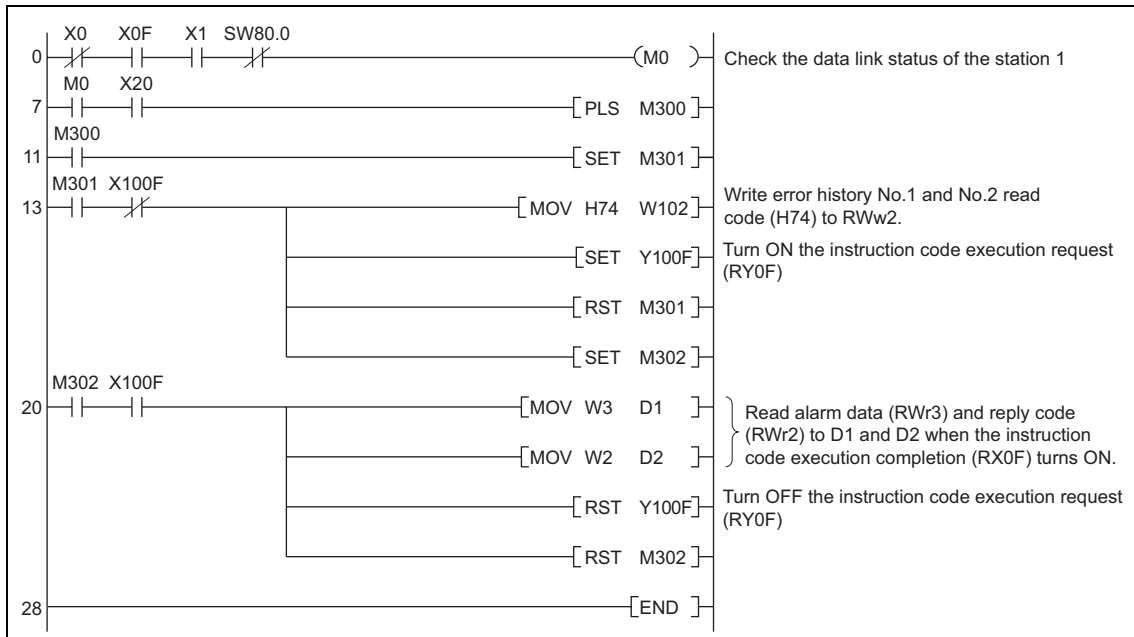 X0 X0F X1 SW80.0
0 (M0 ) Check the data link status of the station 1
M0 X20
7 [PLS M300]
M300
11 [SET M301]
M301 X100F
13 [MOV H74 W102] Write error history No.1 and No.2 read
code (H74) to RWw2.
[SET Y100F] Turn ON the instruction code execution request
(RY0F)
[RST M301]
[SET M302]
M302 X100F
20 [MOV W3 D1 ] Read alarm data (RWr3) and reply code
(RWr2) to D1 and D2 when the instruction
[MOV W2 D2 ] code execution completion (RX0F) turns ON.
[RST Y100F] Turn OFF the instruction code execution request
(RY0F)
[RST M302]
28 [END ]